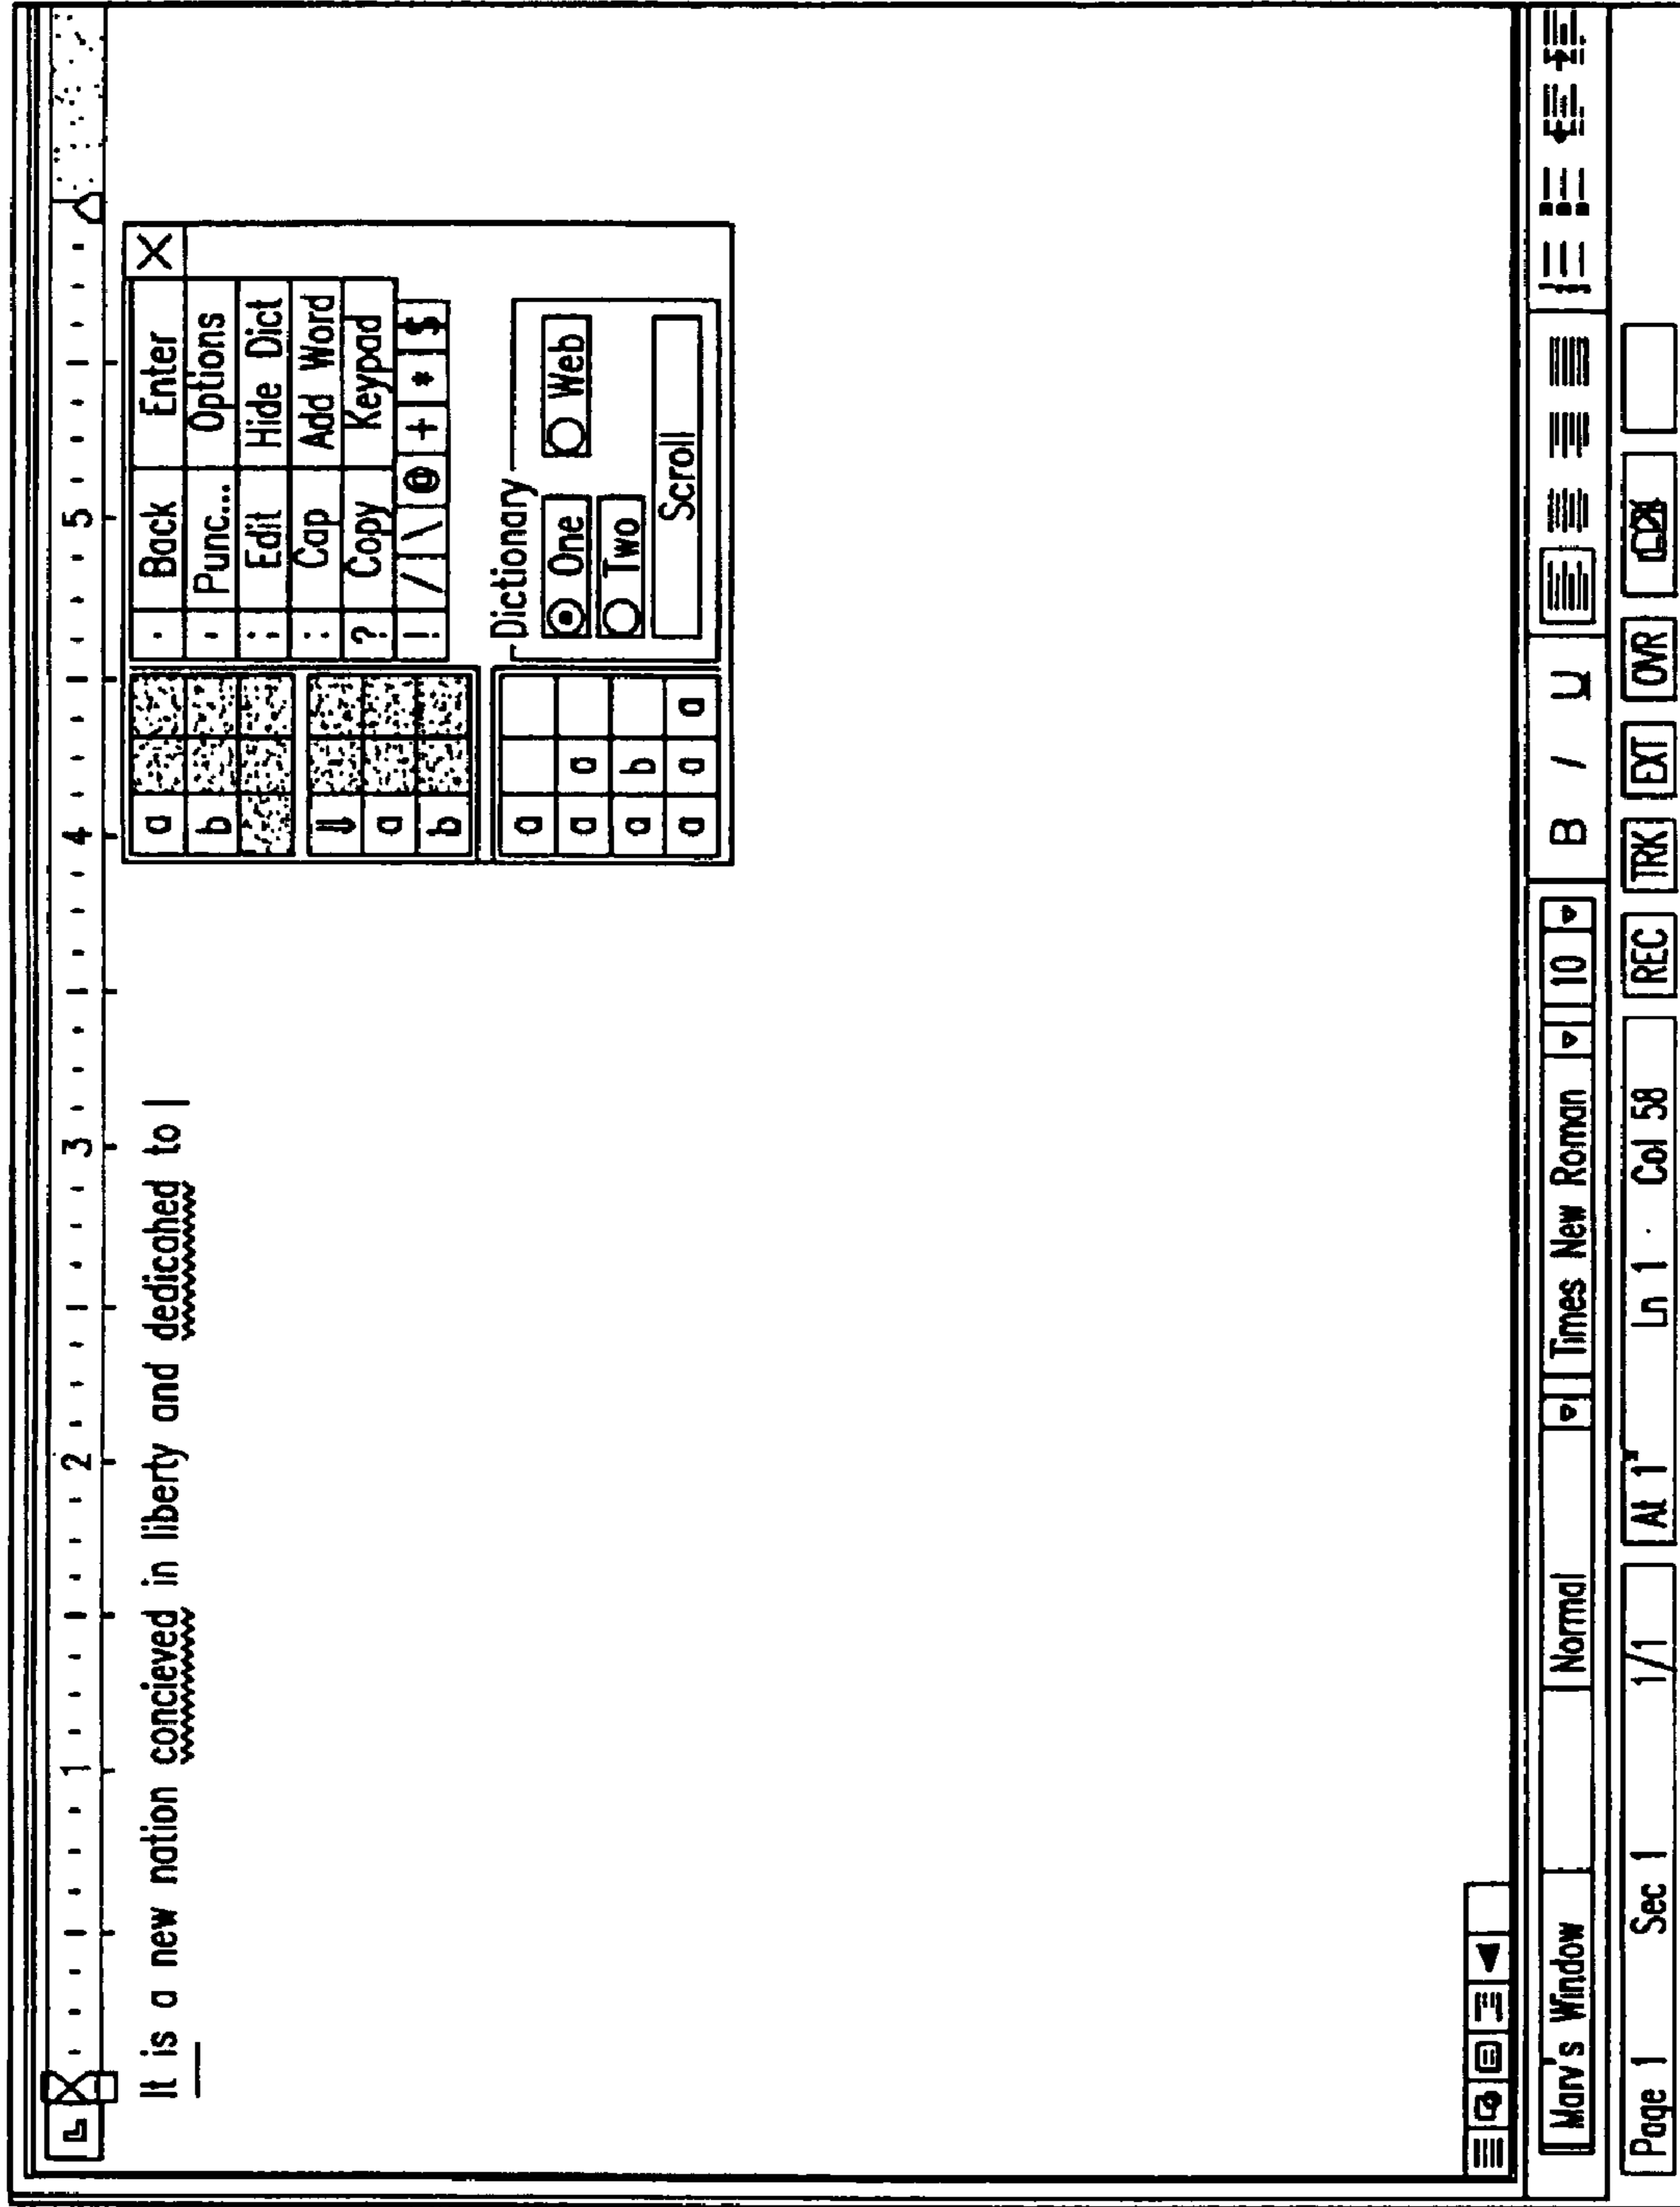 1 2 3 4 5
It is a new nation concieved in liberty and dedicahed to
a . Back Enter X
b , Punc... Options
; Edit Hide Dict
⇓ : Cap Add Word
a ? Copy Keypad
b ! / \ @ + * $
Dictionary
a
a a
a b
a a a
One Web
Two
Scroll
Marv's Window Normal Times New Roman 10 B / U
Page 1 Sec 1 1/1 At 1" Ln 1 Col 58 REC TRK EXT OVR